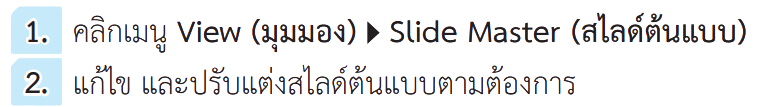 1. คลิกเมนู View (มุมมอง) ▶ Slide Master (สไลด์ต้นแบบ)
2. แก้ไข และปรับแต่งสไลด์ต้นแบบตามต้องการ